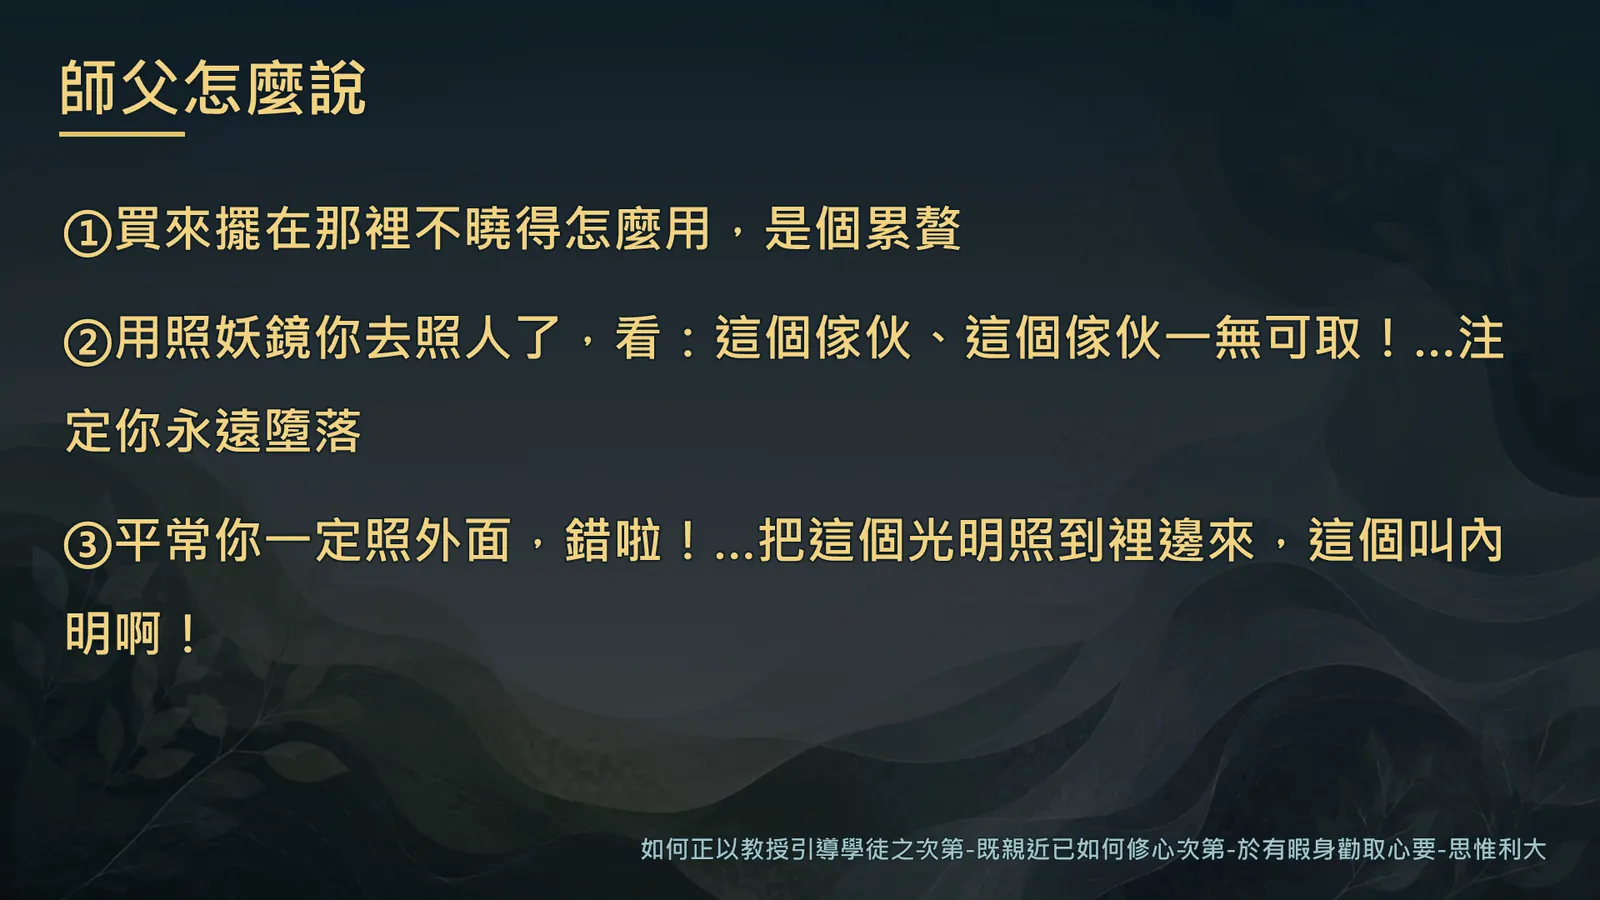 師父怎麼說
①買來擺在那裡不曉得怎麼用，是個累贅
②用照妖鏡你去照人了，看：這個傢伙、這個傢伙一無可取！...注
定你永遠墮落
③平常你一定照外面，錯啦！...把這個光明照到裡邊來，這個叫內
明啊！
如何正以教授引導學徒之次第-既親近已如何修心次第-於有暇身勸取心要-思惟利大